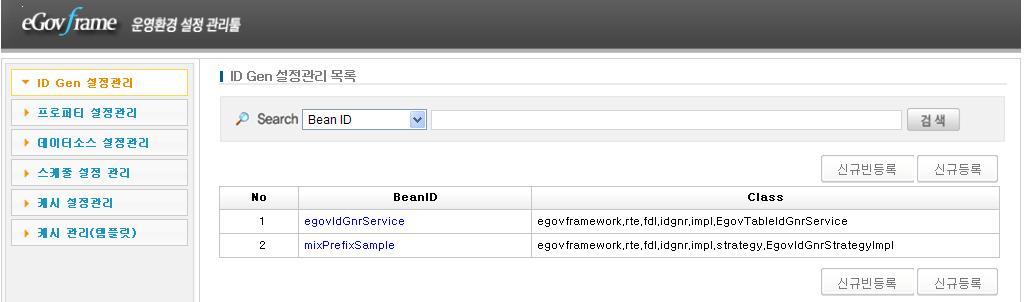 eGovframe 운영환경 설정 관리툴
ID Gen 설정관리
프로퍼티 설정관리
데이터소스 설정관리
스케줄 설정 관리
캐시 설정관리
캐시 관리(템플릿)
ID Gen 설정관리 목록
Search Bean ID 검색
신규빈등록 신규등록
No BeanID Class
1 egovIdGnrService egovframework.rte.fdl.idgnr.impl.EgovTableIdGnrService
2 mixPrefixSample egovframework.rte.fdl.idgnr.impl.strategy.EgovIdGnrStrategyImpl
신규빈등록 신규등록